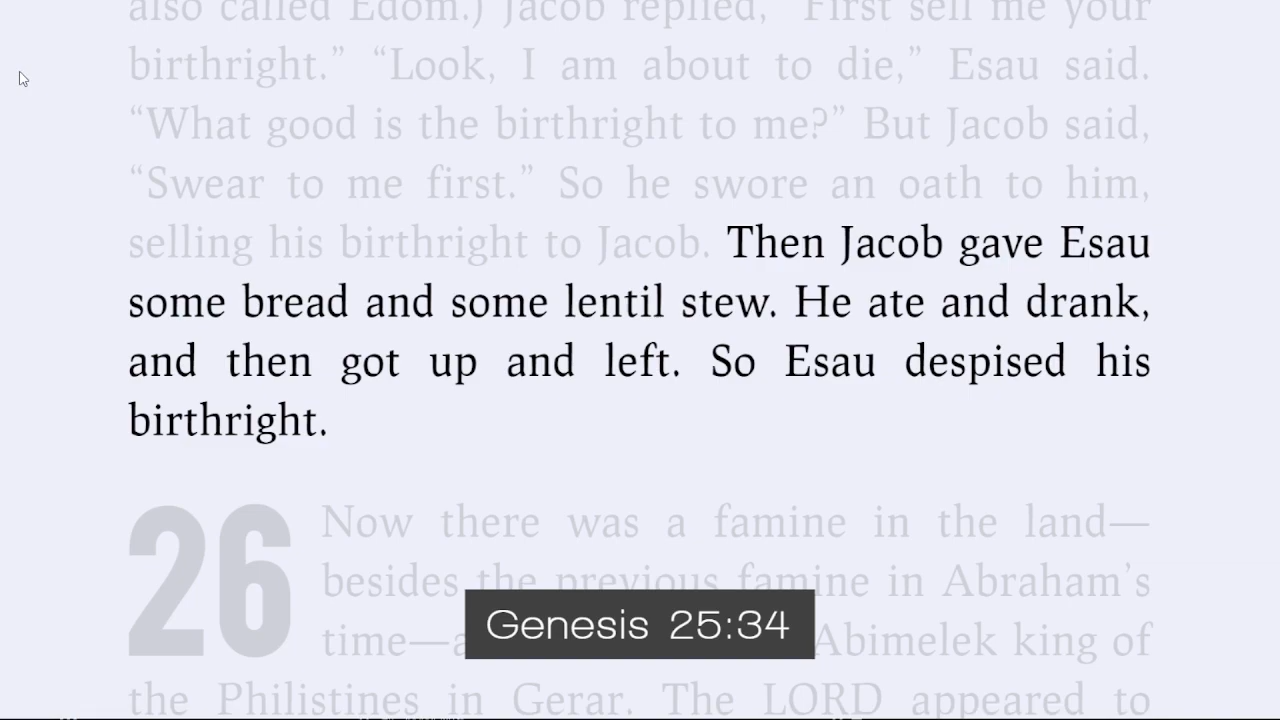 also called Edom.) Jacob replied, “First sell me your
birthright.” “Look, I am about to die,” Esau said.
“What good is the birthright to me?” But Jacob said,
“Swear to me first.” So he swore an oath to him,
selling his birthright to Jacob. Then Jacob gave Esau
some bread and some lentil stew. He ate and drank,
and then got up and left. So Esau despised his
birthright.
26
Now there was a famine in the land—
besides the previous famine in Abraham’s
time—a Abimelek king of
Genesis 25:34
the Philistines in Gerar. The LORD appeared to